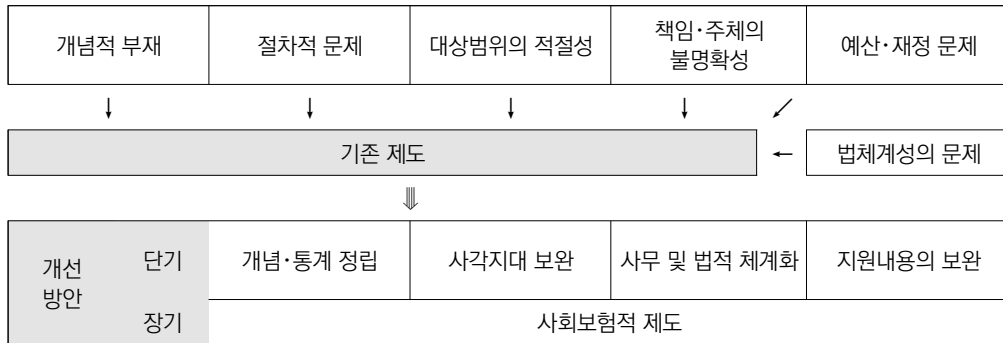 개념적 부재
절차적 문제
대상범위의 적절성
책임·주체의
불명확성
예산·재정 문제
기존 제도
법체계성의 문제
개선
방안
단기
개념·통계 정립
사각지대 보완
사무 및 법적 체계화
지원내용의 보완
장기
사회보험적 제도